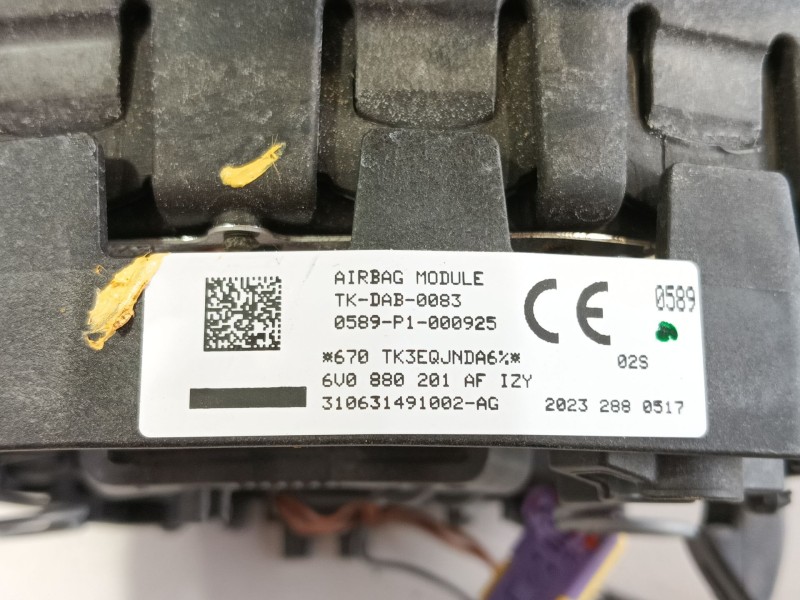 AIRBAG MODULE
TK-DAB-0083
0589-P1-000925
CE 0589
*670 TK3EQJNDA6%*
02S
6V0 880 201 AF IZY
310631491002-AG 2023 288 0517